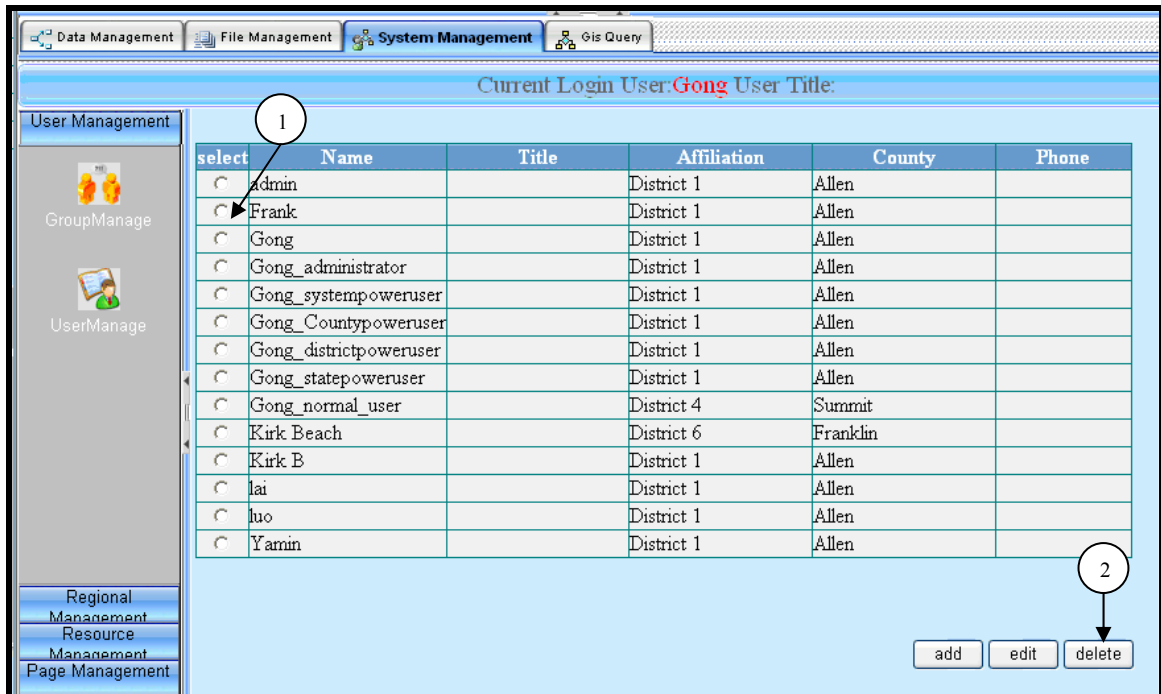 Data Management File Management System Management Gis Query
Current Login User:Gong User Title:
User Management
1
select Name Title Affiliation County Phone
admin District 1 Allen
Frank District 1 Allen
Gong District 1 Allen
Gong_administrator District 1 Allen
Gong_systempoweruser District 1 Allen
Gong_Countypoweruser District 1 Allen
Gong_districtpoweruser District 1 Allen
Gong_statepoweruser District 1 Allen
Gong_normal_user District 4 Summit
Kirk Beach District 6 Franklin
Kirk B District 1 Allen
lai District 1 Allen
luo District 1 Allen
Yamin District 1 Allen
GroupManage
UserManage
2
Regional
Management
Resource
Management
Page Management
add edit delete